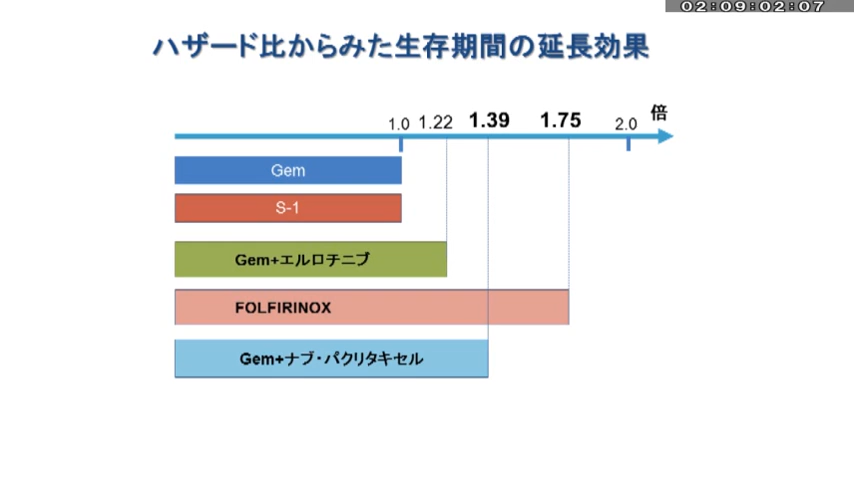 02:09:02:07
ハザード比からみた生存期間の延長効果
1.0 1.22 1.39 1.75 2.0 倍
Gem
S-1
Gem+エルロチニブ
FOLFIRINOX
Gem+ナブ・パクリタキセル